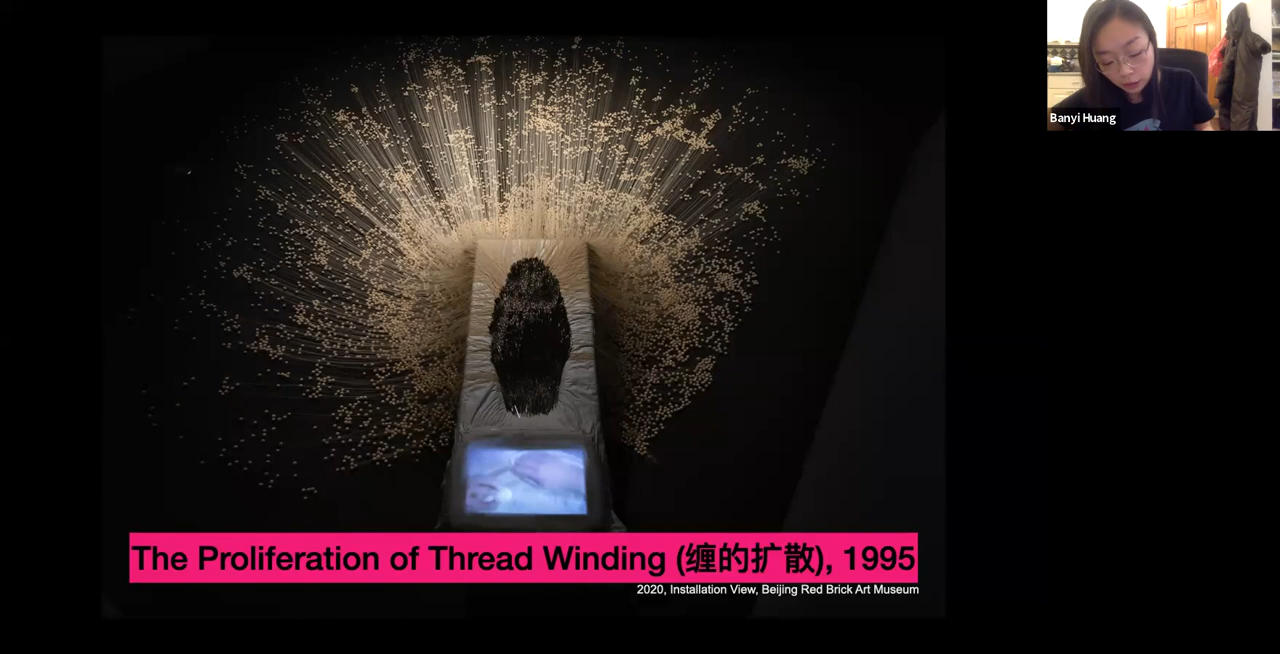 Banyi Huang
The Proliferation of Thread Winding (缠的扩散), 1995
2020, Installation View, Beijing Red Brick Art Museum